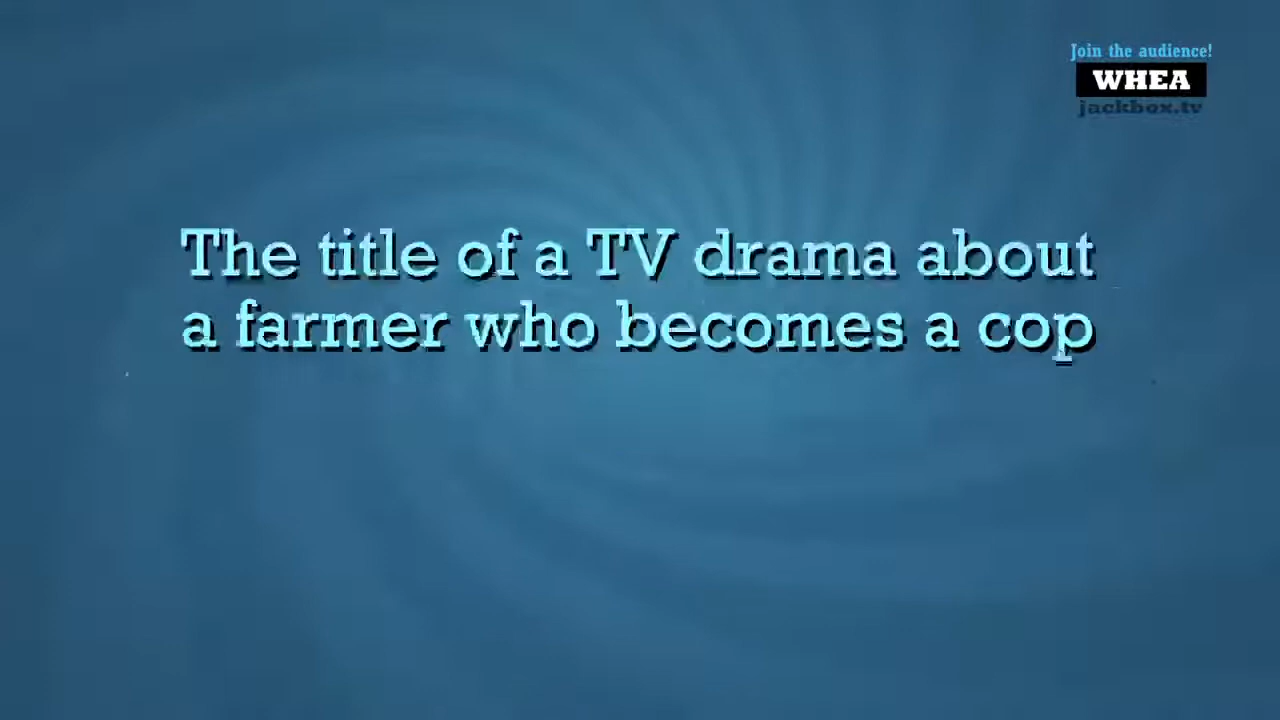 Join the audience!
WHEA
jackbox.tv
The title of a TV drama about
a farmer who becomes a cop